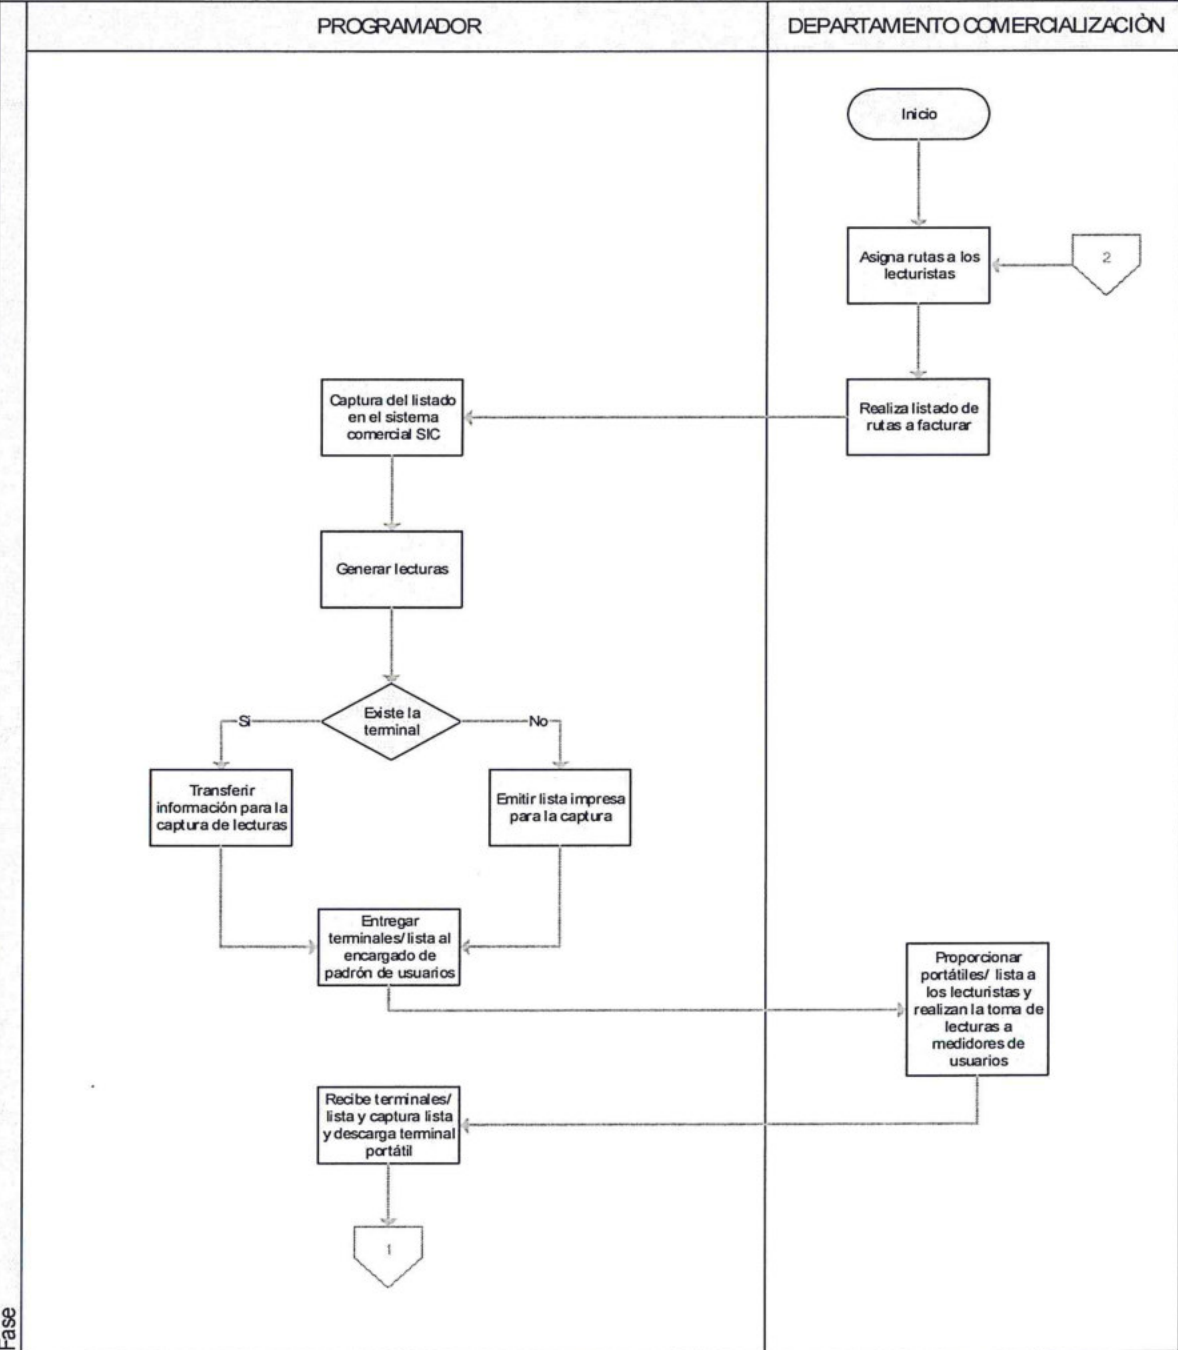 PROGRAMADOR
DEPARTAMENTO COMERCIALIZACIÒN
Inicio
Asigna rutas a los
lecturistas
2
Realiza listado de
rutas a facturar
Captura del listado
en el sistema
comercial SIC
Generar lecturas
Existe la
terminal
Si
No
Transferir
información para la
captura de lecturas
Emitir lista impresa
para la captura
Entregar
terminales/ lista al
encargado de
padrón de usuarios
Proporcionar
portátiles/ lista a
los lecturistas y
realizan la toma de
lecturas a
medidores de
usuarios
Recibe terminales/
lista y captura lista
y descarga terminal
portátil
1
Fase